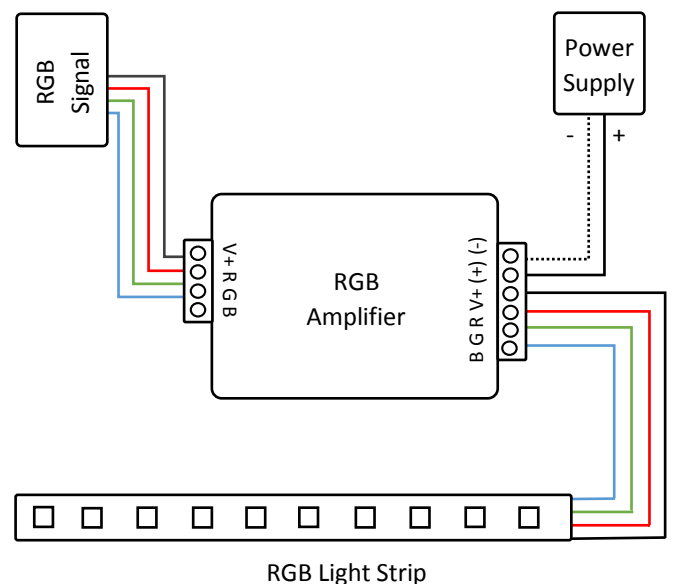 RGB
Signal
Power
Supply
- +
V+ R G B
RGB
Amplifier
B G R V+ (+) (-)
RGB Light Strip